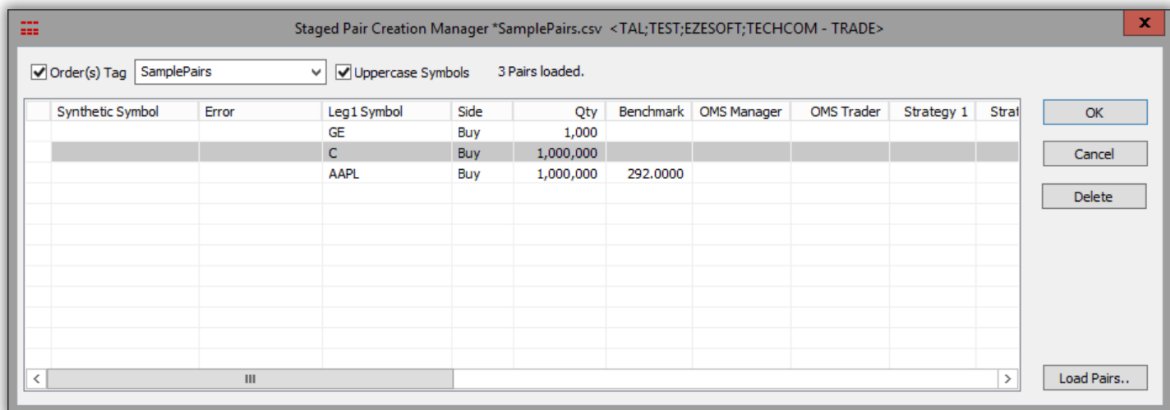 Staged Pair Creation Manager *SamplePairs.csv <TAL;TEST;EZESOFT;TECHCOM - TRADE>
x
Order(s) Tag SamplePairs Uppercase Symbols 3 Pairs loaded.
Synthetic Symbol Error Leg1 Symbol Side Qty Benchmark OMS Manager OMS Trader Strategy 1 Strat
GE Buy 1,000
C Buy 1,000,000
AAPL Buy 1,000,000 292.0000
OK
Cancel
Delete
Load Pairs..